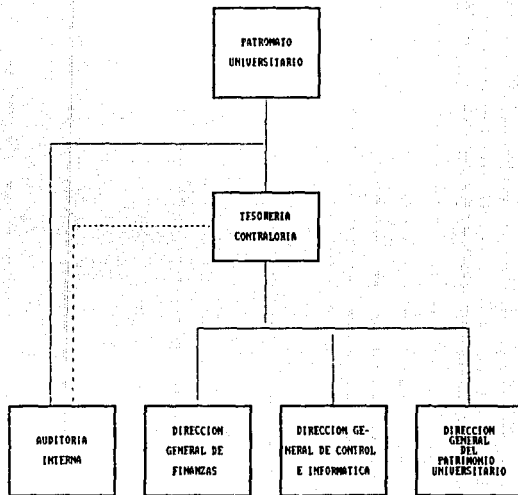 PATRONATO
UNIVERSITARIO
TESORERIA
CONTRALORIA
AUDITORIA
INTERNA
DIRECCION
GENERAL DE
FINANZAS
DIRECCION GE-
NERAL DE CONTROL
E INFORMATICA
DIRECCION
GENERAL
DEL
PATRIMONIO
UNIVERSITARIO